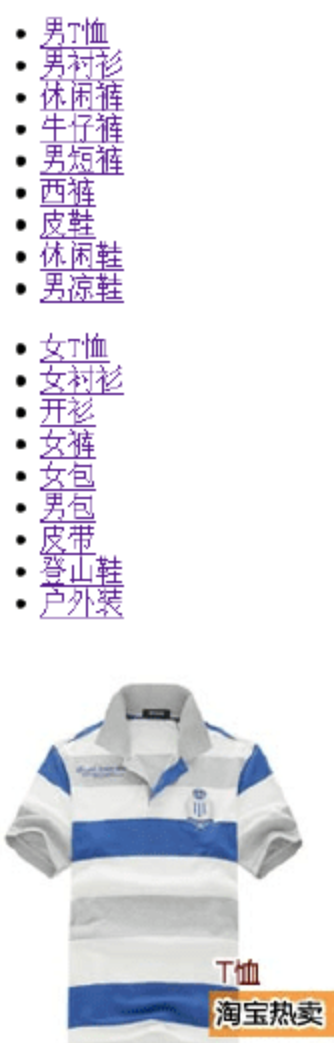 男T恤
男衬衫
休闲裤
牛仔裤
男短裤
西裤
皮鞋
休闲鞋
男凉鞋
女T恤
女衬衫
开衫
女裤
女包
男包
皮带
登山鞋
户外装
T恤
淘宝热卖